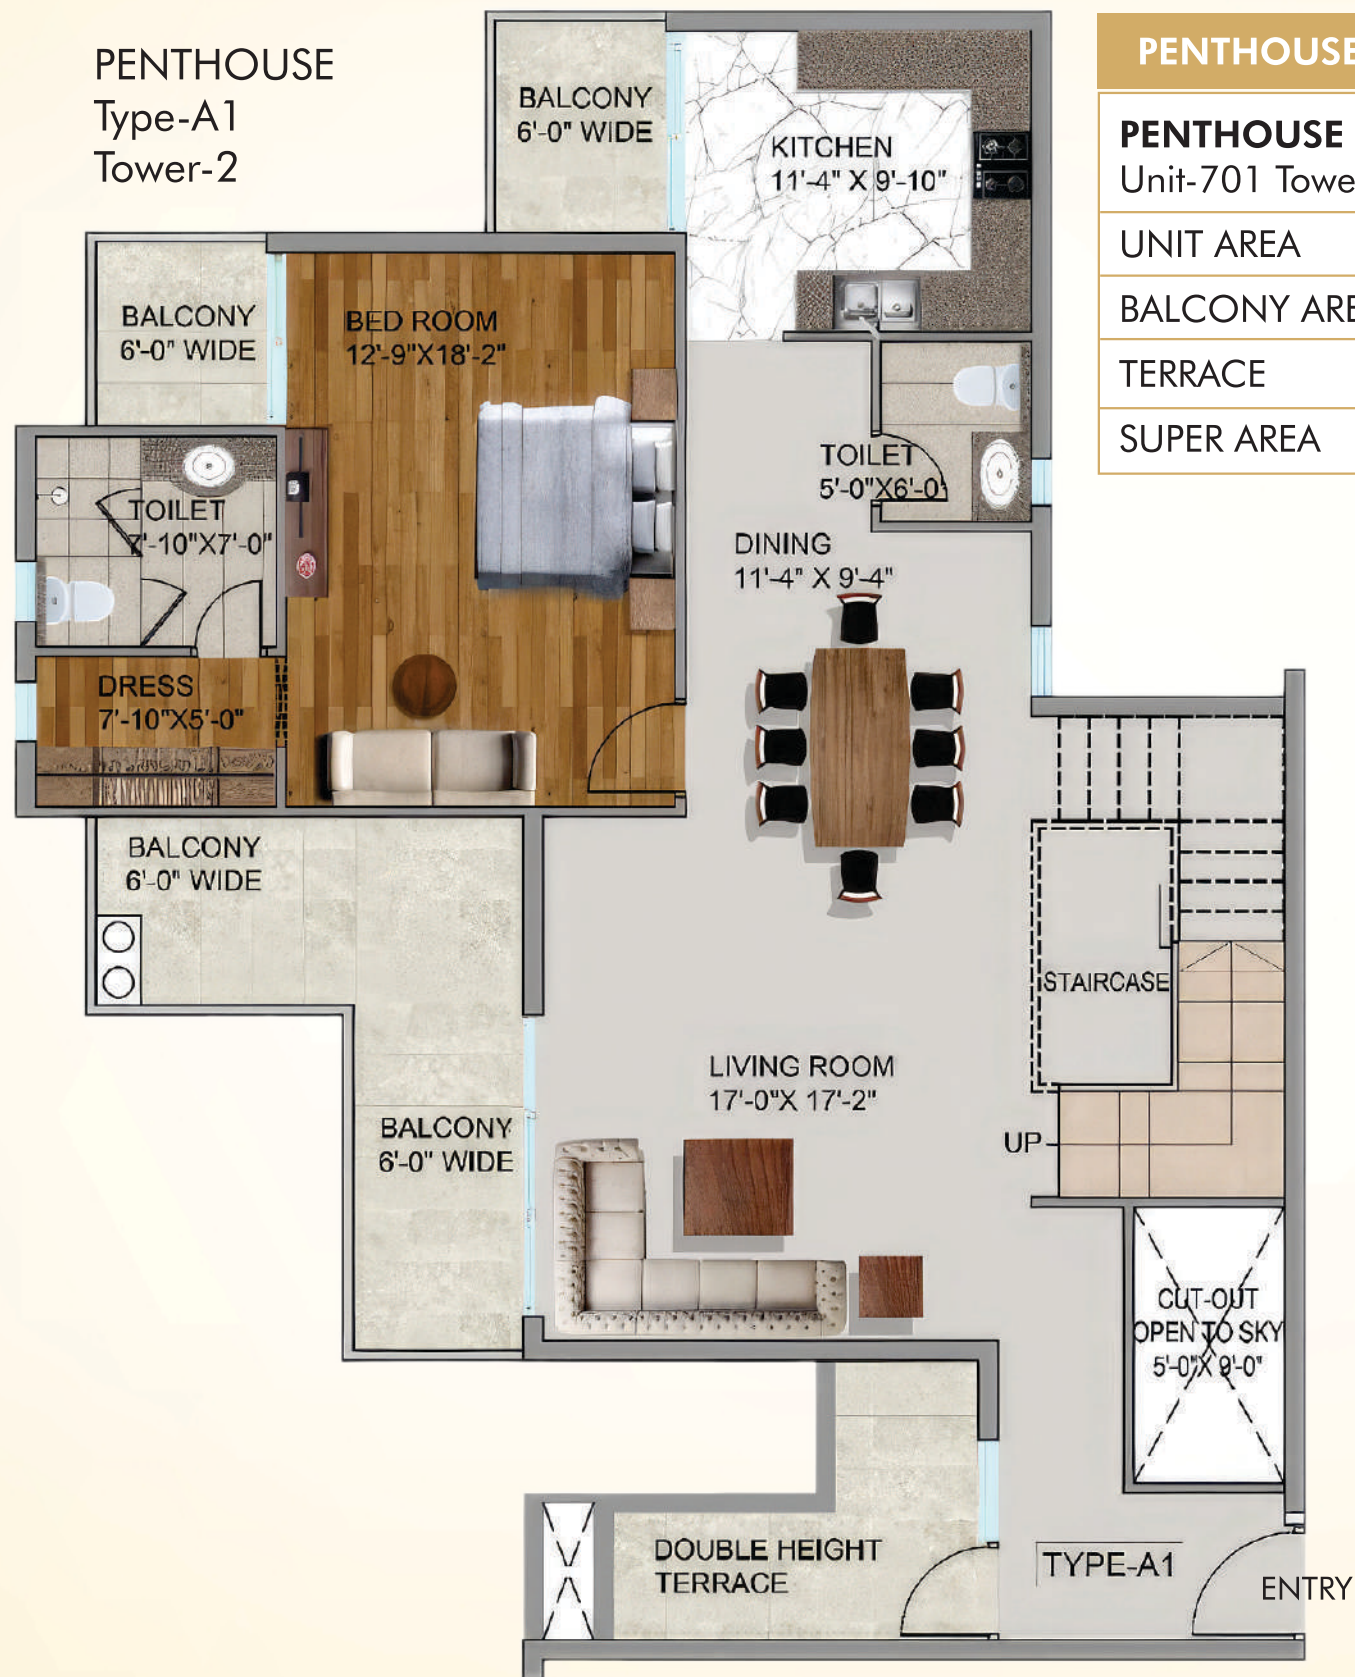 PENTHOUSE
Type-A1
Tower-2
PENTHOUSE
PENTHOUSE
Unit-701 Towe
UNIT AREA
BALCONY ARE
TERRACE
SUPER AREA
BALCONY
6'-0" WIDE
KITCHEN
11'-4" X 9'-10"
BALCONY
6'-0" WIDE
BED ROOM
12'-9"X18'-2"
TOILET
5'-0"X6'-0"
TOILET
7'-10"X7'-0"
DINING
11'-4" X 9'-4"
DRESS
7'-10"X5'-0"
BALCONY
6'-0" WIDE
STAIRCASE
LIVING ROOM
17'-0"X 17'-2"
BALCONY
6'-0" WIDE
UP
CUT-OUT
OPEN TO SKY
5'-0"X 9'-0"
DOUBLE HEIGHT
TERRACE
TYPE-A1
ENTRY